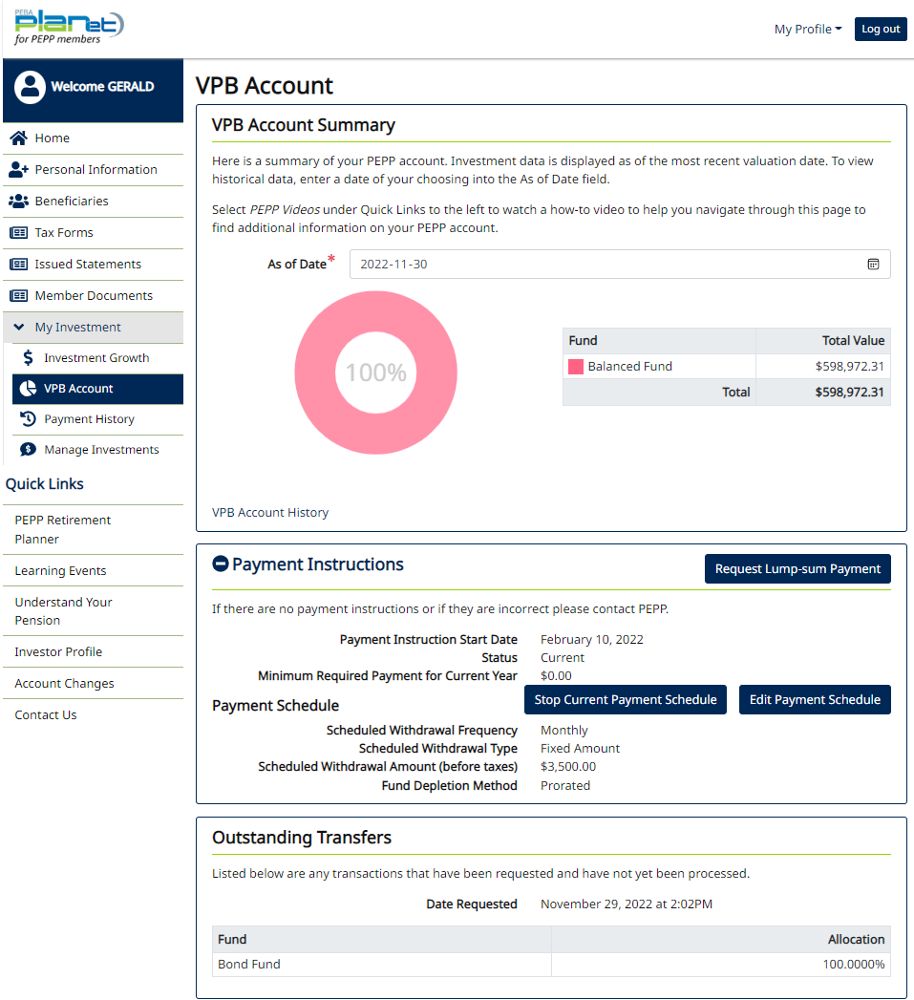 PEBA
planet
for PEPP members
My Profile
Log out
Welcome GERALD
Home
Personal Information
Beneficiaries
Tax Forms
Issued Statements
Member Documents
My Investment
Investment Growth
VPB Account
Payment History
Manage Investments
Quick Links
PEPP Retirement
Planner
Learning Events
Understand Your
Pension
Investor Profile
Account Changes
Contact Us
VPB Account
VPB Account Summary
Here is a summary of your PEPP account. Investment data is displayed as of the most recent valuation date. To view
historical data, enter a date of your choosing into the As of Date field.
Select PEPP Videos under Quick Links to the left to watch a how-to video to help you navigate through this page to
find additional information on your PEPP account.
As of Date* 2022-11-30
100%
Fund Total Value
Balanced Fund $598,972.31
Total $598,972.31
VPB Account History
Payment Instructions
Request Lump-sum Payment
If there are no payment instructions or if they are incorrect please contact PEPP.
Payment Instruction Start Date February 10, 2022
Status Current
Minimum Required Payment for Current Year $0.00
Payment Schedule
Stop Current Payment Schedule
Edit Payment Schedule
Scheduled Withdrawal Frequency Monthly
Scheduled Withdrawal Type Fixed Amount
Scheduled Withdrawal Amount (before taxes) $3,500.00
Fund Depletion Method Prorated
Outstanding Transfers
Listed below are any transactions that have been requested and have not yet been processed.
Date Requested November 29, 2022 at 2:02PM
Fund Allocation
Bond Fund 100.0000%